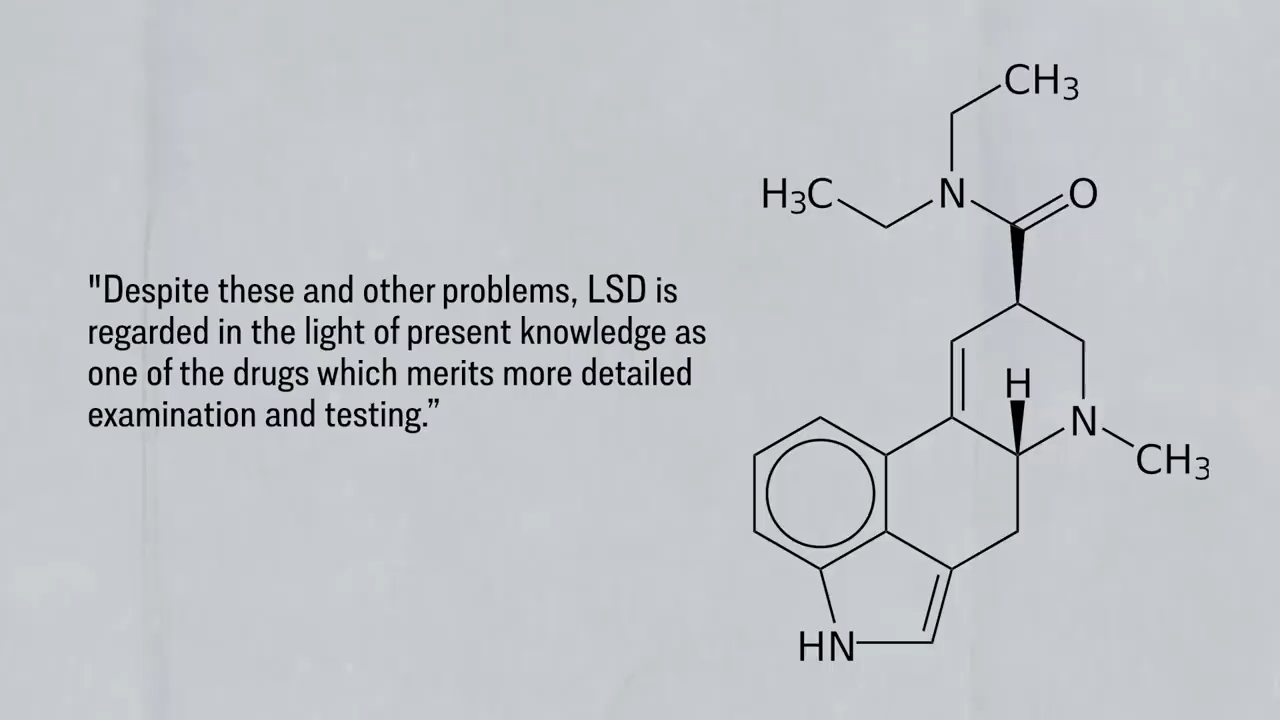 "Despite these and other problems, LSD is
regarded in the light of present knowledge as
one of the drugs which merits more detailed
examination and testing.”
CH₃
H₃C
N
O
H
N
CH₃
HN